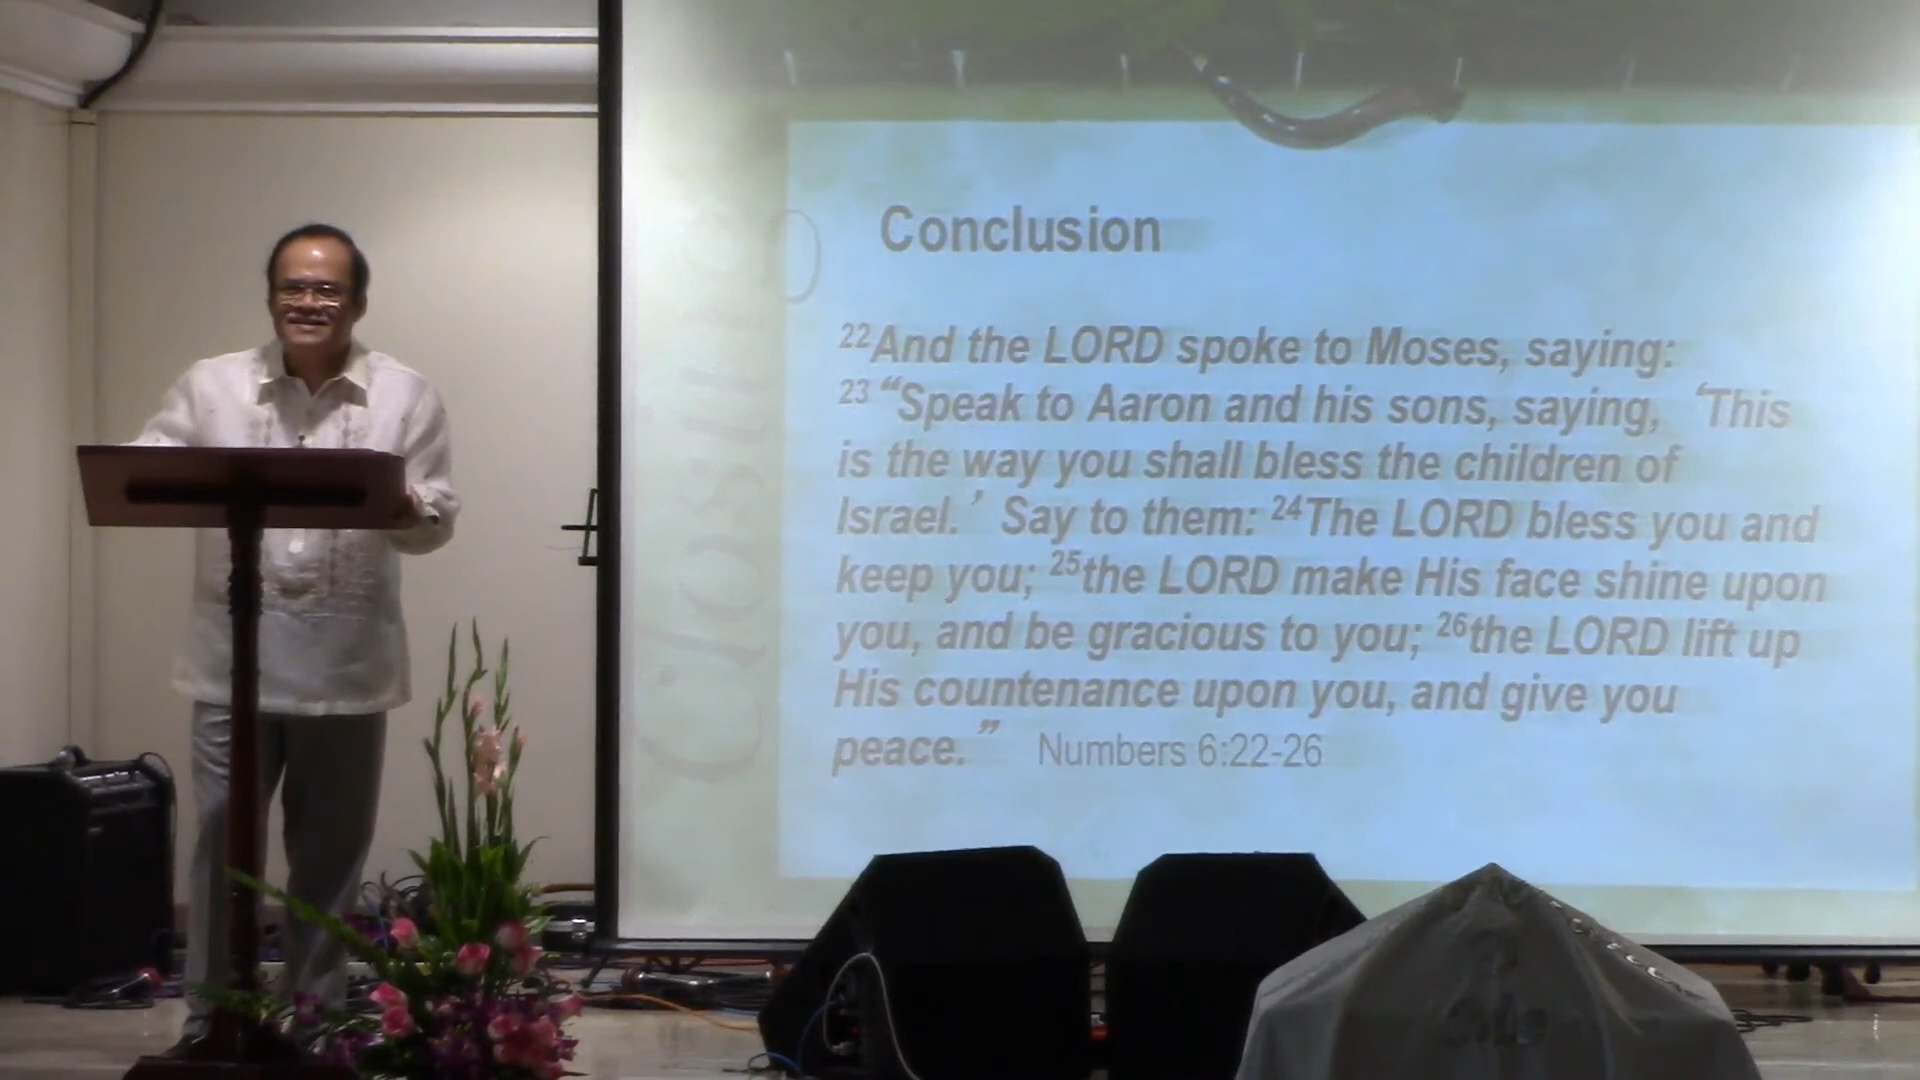 Conclusion
22And the LORD spoke to Moses, saying:
23 “Speak to Aaron and his sons, saying, ‘This
is the way you shall bless the children of
Israel.’ Say to them: 24The LORD bless you and
keep you; 25the LORD make His face shine upon
you, and be gracious to you; 26the LORD lift up
His countenance upon you, and give you
peace.” Numbers 6:22-26